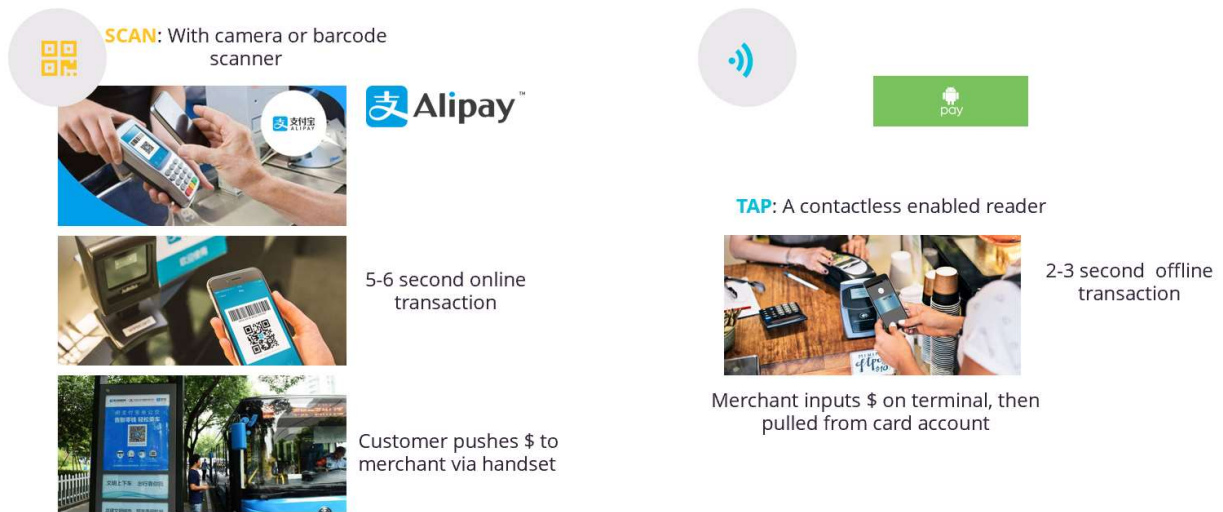 SCAN: With camera or barcode
scanner
支付宝
ALIPAY
支 Alipay™
5-6 second online
transaction
Customer pushes $ to
merchant via handset
pay
TAP: A contactless enabled reader
2-3 second offline
transaction
Merchant inputs $ on terminal, then
pulled from card account